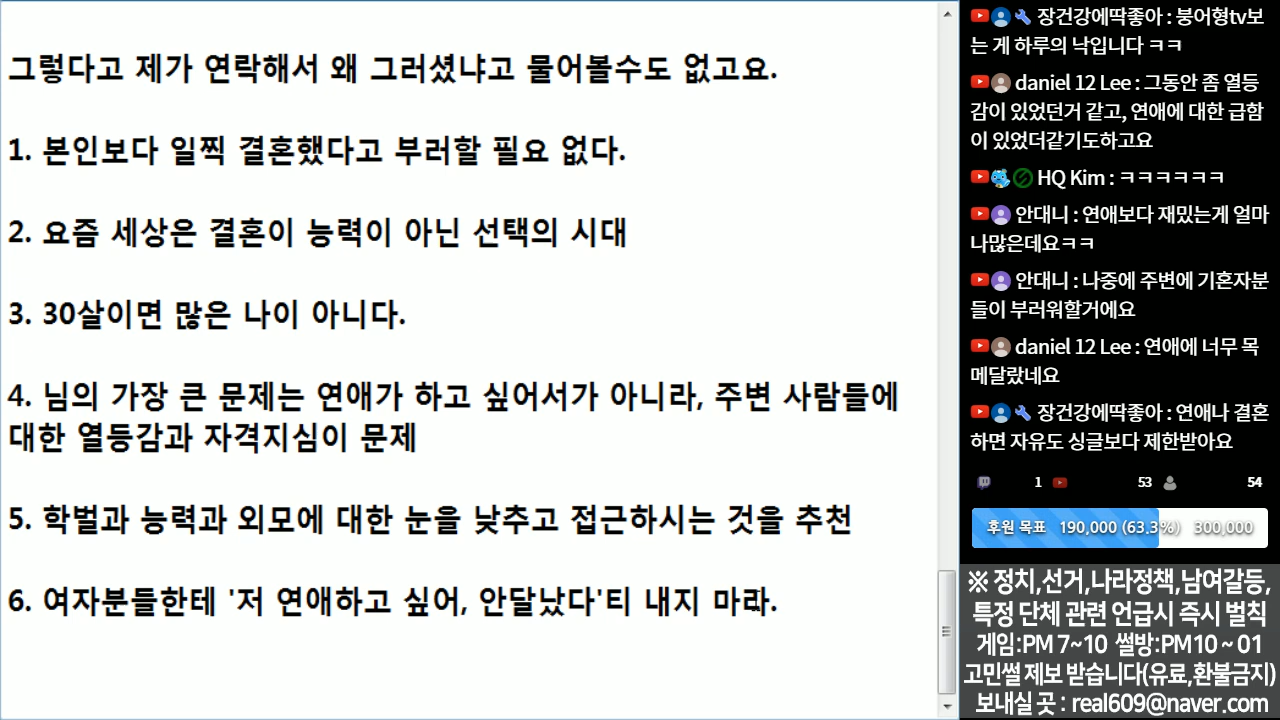 그렇다고 제가 연락해서 왜 그러셨냐고 물어볼수도 없고요.
1. 본인보다 일찍 결혼했다고 부러할 필요 없다.
2. 요즘 세상은 결혼이 능력이 아닌 선택의 시대
3. 30살이면 많은 나이 아니다.
4. 님의 가장 큰 문제는 연애가 하고 싶어서가 아니라, 주변 사람들에
대한 열등감과 자격지심이 문제
5. 학벌과 능력과 외모에 대한 눈을 낮추고 접근하시는 것을 추천
6. 여자분들한테 '저 연애하고 싶어, 안달났다'티 내지 마라.
장건강에딱좋아 : 붕어형tv보
는 게 하루의 낙입니다 ㅋㅋ
daniel 12 Lee : 그동안 좀 열등
감이 있었던거 같고, 연애에 대한 급함
이 있었더같기도하고요
HQ Kim : ㅋㅋㅋㅋㅋㅋ
안대니 : 연애보다 재밌는게 얼마
나많은데요ㅋㅋ
안대니 : 나중에 주변에 기혼자분
들이 부러워할거에요
daniel 12 Lee : 연애에 너무 목
메달랐네요
장건강에딱좋아 : 연애나 결혼
하면 자유도 싱글보다 제한받아요
1 53 54
후원 목표 190,000 (63.3%) 300,000
※ 정치,선거,나라정책,남여갈등,
특정 단체 관련 언급시 즉시 벌칙
게임:PM 7~10 썰방:PM10 ~ 01
고민썰 제보 받습니다(유료,환불금지)
보내실 곳 : real609@naver.com